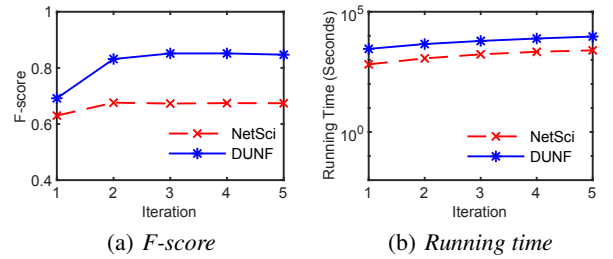 F-score
1
0.8
0.6
0.4
1 2 3 4 5
Iteration
NetSci
DUNF
(a) F-score
Running Time (Seconds)
10^5
10^0
1 2 3 4 5
Iteration
NetSci
DUNF
(b) Running time